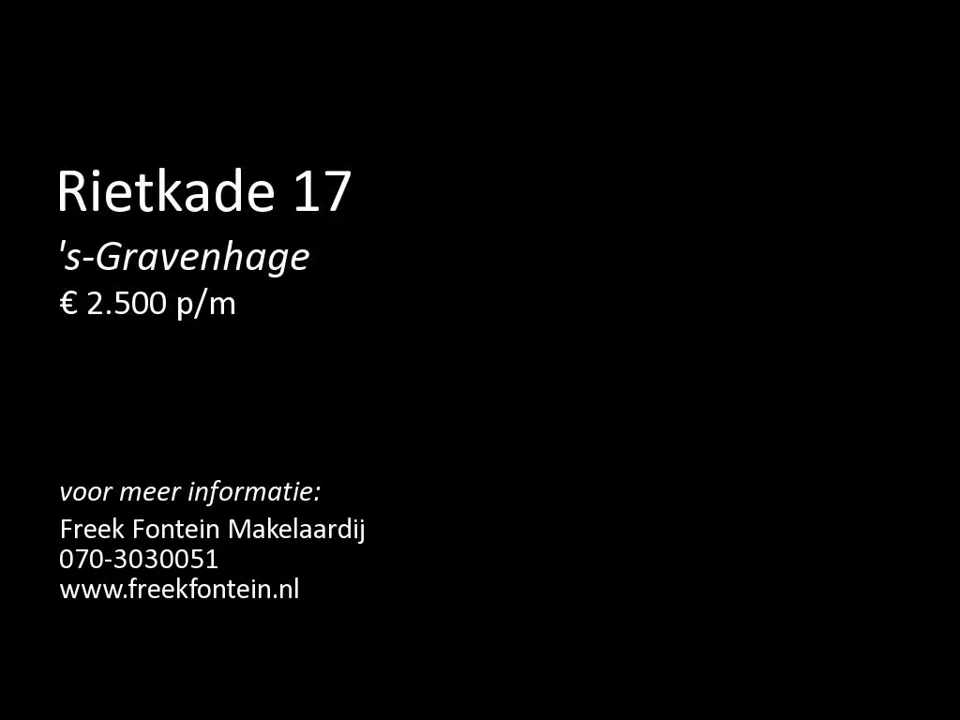 Rietkade 17
's-Gravenhage
€ 2.500 p/m
voor meer informatie:
Freek Fontein Makelaardij
070-3030051
www.freekfontein.nl